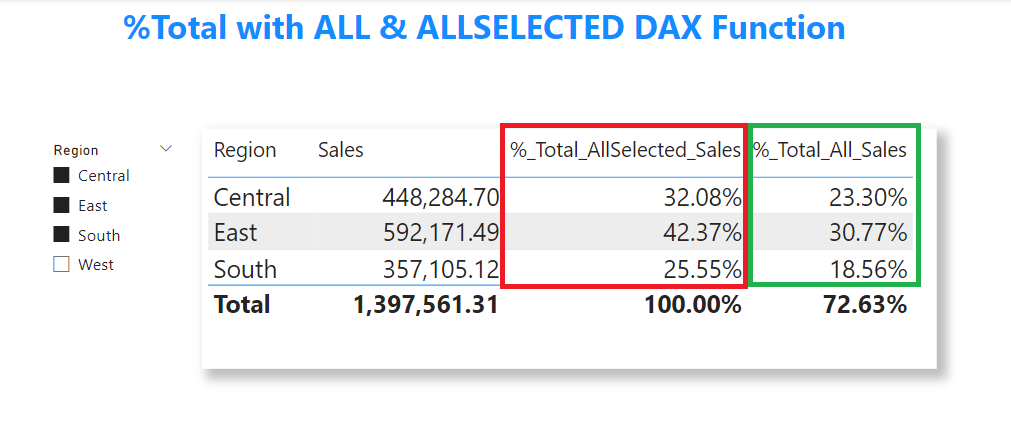 %Total with ALL & ALLSELECTED DAX Function
Region
Central
East
South
West
Region Sales %_Total_AllSelected_Sales %_Total_All_Sales
Central 448,284.70 32.08% 23.30%
East 592,171.49 42.37% 30.77%
South 357,105.12 25.55% 18.56%
Total 1,397,561.31 100.00% 72.63%